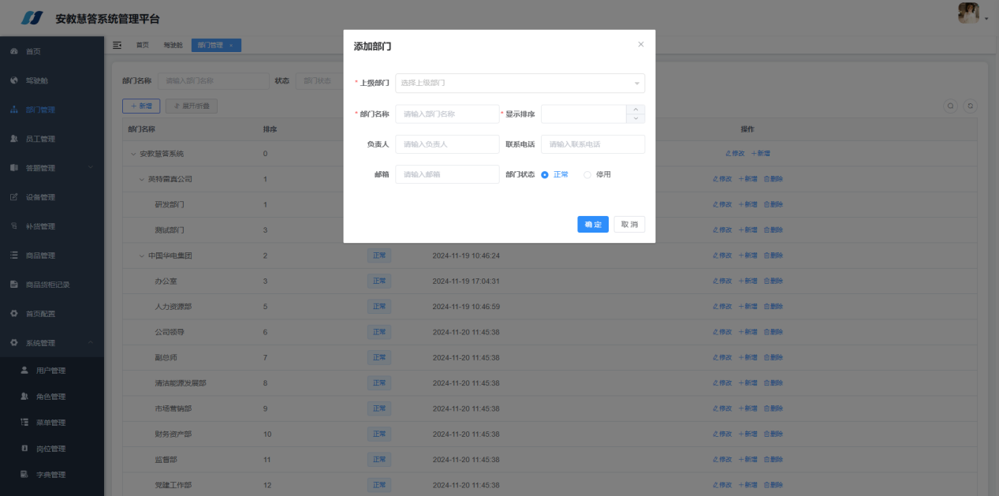 安教慧答系统管理平台
首页
驾驶舱
部门管理
员工管理
答题管理
设备管理
补货管理
商品管理
商品货柜记录
首页配置
系统管理
用户管理
角色管理
菜单管理
岗位管理
字典管理
首页 驾驶舱 部门管理 ×
部门名称 请输入部门名称 状态 部门状态
+ 新增 展开/折叠
部门名称 排序 操作
安教慧答系统 0 修改 +新增
英特雷真公司 1 修改 +新增 删除
研发部门 1 修改 +新增 删除
测试部门 3 修改 +新增 删除
中国华电集团 2 正常 2024-11-19 10:46:24 修改 +新增 删除
办公室 3 正常 2024-11-19 17:04:31 修改 +新增 删除
人力资源部 5 正常 2024-11-19 10:46:59 修改 +新增 删除
公司领导 6 正常 2024-11-20 11:45:38 修改 +新增 删除
副总师 7 正常 2024-11-20 11:45:38 修改 +新增 删除
清洁能源发展部 8 正常 2024-11-20 11:45:38 修改 +新增 删除
市场营销部 9 正常 2024-11-20 11:45:38 修改 +新增 删除
财务资产部 10 正常 2024-11-20 11:45:38 修改 +新增 删除
监督部 11 正常 2024-11-20 11:45:38 修改 +新增 删除
党建工作部 12 正常 2024-11-20 11:45:38 修改 +新增 删除
添加部门 ×
* 上级部门 选择上级部门
* 部门名称 请输入部门名称 * 显示排序
负责人 请输入负责人 联系电话 请输入联系电话
邮箱 请输入邮箱 部门状态 正常 停用
确 定 取 消